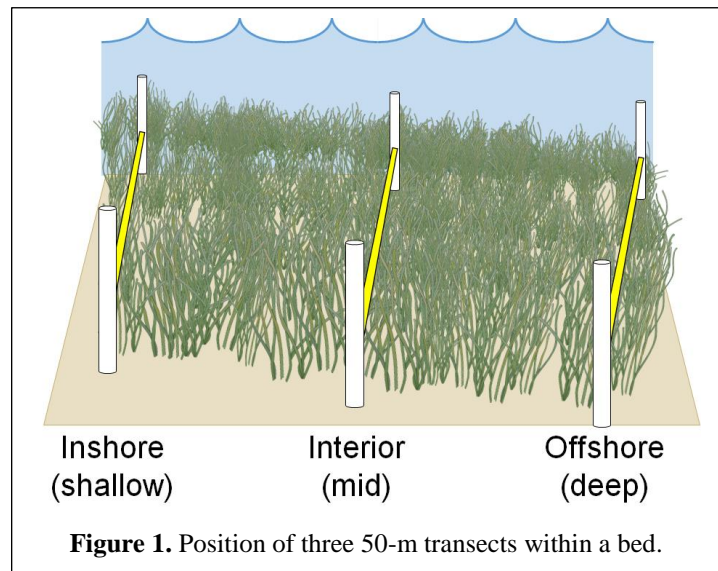 Inshore Interior Offshore
(shallow) (mid) (deep)
Figure 1. Position of three 50-m transects within a bed.